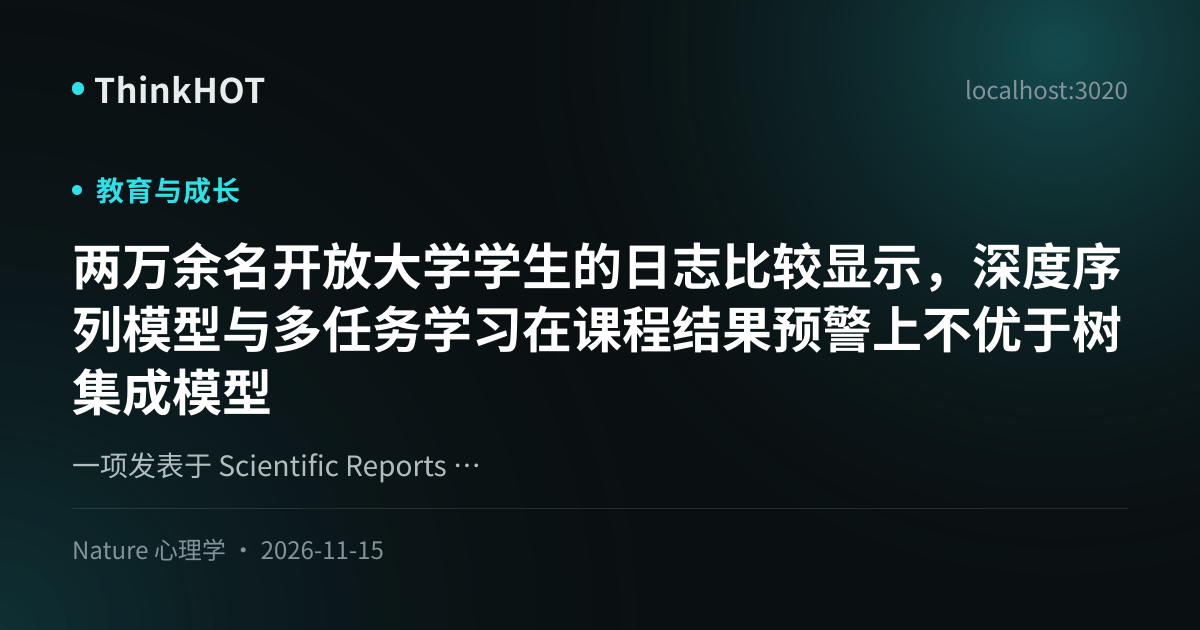 ThinkHOT
localhost:3020
教育与成长
两万余名开放大学学生的日志比较显示，深度序
列模型与多任务学习在课程结果预警上不优于树
集成模型
一项发表于 Scientific Reports …
Nature 心理学 · 2026-11-15